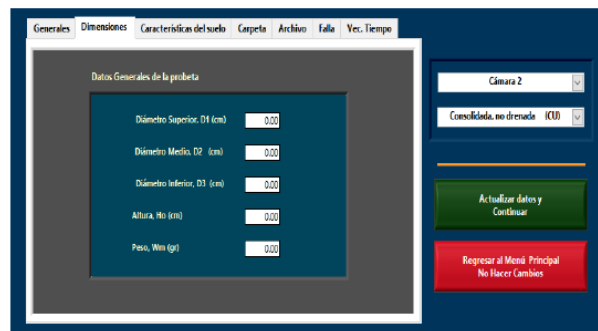 Generales Dimensiones Características del suelo Carpeta Archivo Falla Vec. Tiempo
Datos Generales de la probeta
Diámetro Superior. D1 (cm) 0.00
Diámetro Medio, D2 (cm) 0.00
Diámetro Inferior, D3 (cm) 0.00
Altura, Ho (cm) 0.00
Peso, Wm (gr) 0.00
Cámara 2
Consolidada, no drenada (CU)
Actualizar datos y
Continuar
Regresar al Menú Principal
No Hacer Cambios